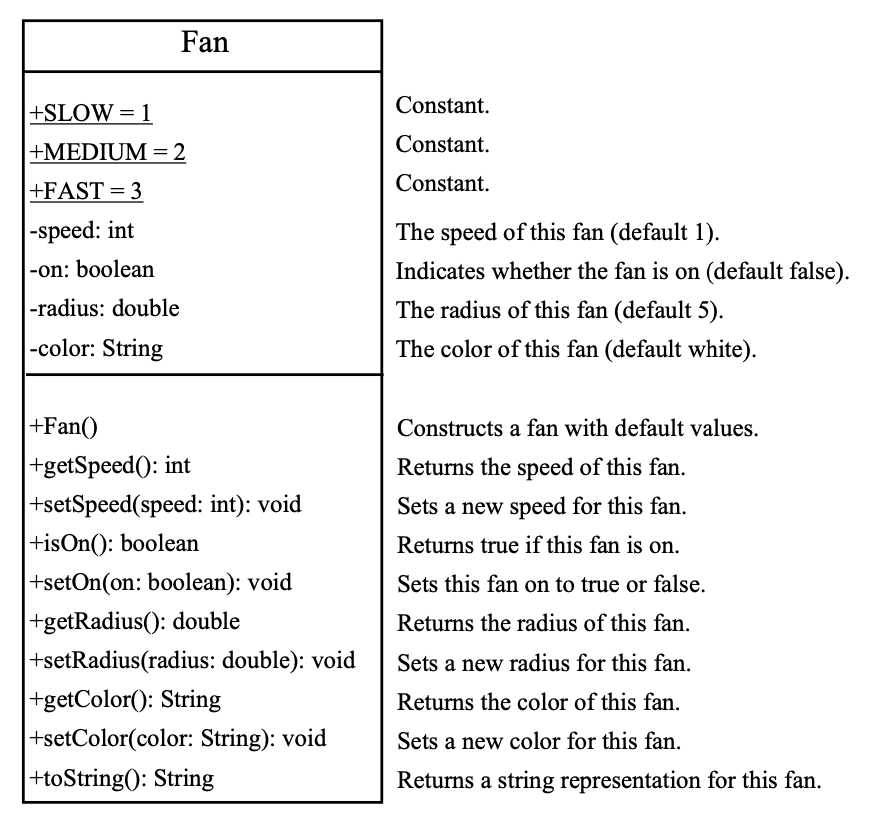 Fan
+SLOW = 1 Constant.
+MEDIUM = 2 Constant.
+FAST = 3 Constant.
-speed: int The speed of this fan (default 1).
-on: boolean Indicates whether the fan is on (default false).
-radius: double The radius of this fan (default 5).
-color: String The color of this fan (default white).
+Fan() Constructs a fan with default values.
+getSpeed(): int Returns the speed of this fan.
+setSpeed(speed: int): void Sets a new speed for this fan.
+isOn(): boolean Returns true if this fan is on.
+setOn(on: boolean): void Sets this fan on to true or false.
+getRadius(): double Returns the radius of this fan.
+setRadius(radius: double): void Sets a new radius for this fan.
+getColor(): String Returns the color of this fan.
+setColor(color: String): void Sets a new color for this fan.
+toString(): String Returns a string representation for this fan.